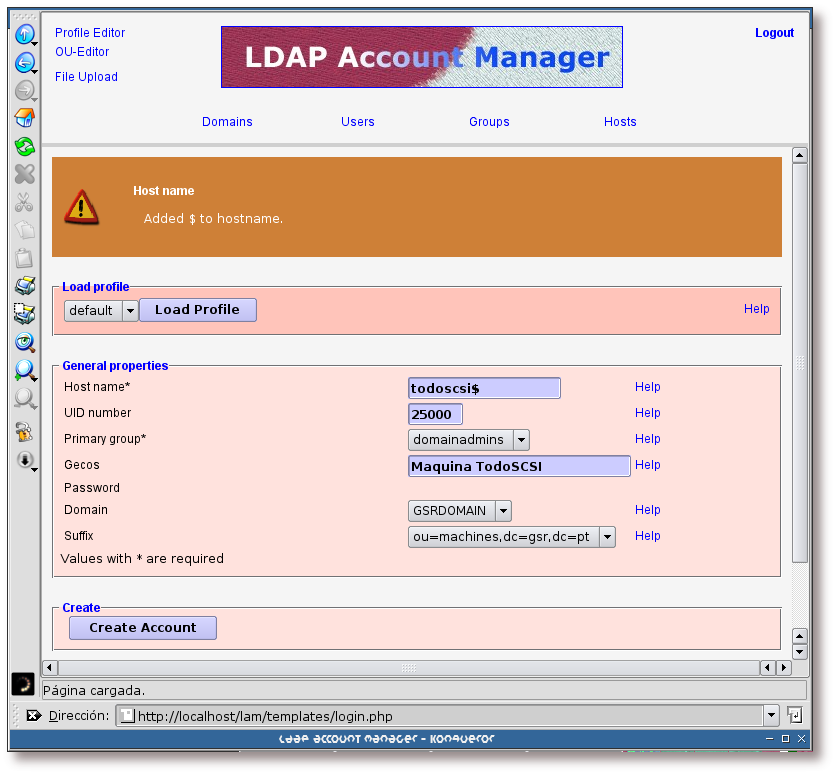 Profile Editor
OU-Editor
File Upload
LDAP Account Manager
Logout
Domains Users Groups Hosts
Host name
Added $ to hostname.
Load profile
default Load Profile Help
General properties
Host name* todoscsi$ Help
UID number 25000 Help
Primary group* domainadmins Help
Gecos Maquina TodoSCSI Help
Password
Domain GSRDOMAIN Help
Suffix ou=machines,dc=gsr,dc=pt Help
Values with * are required
Create
Create Account
Página cargada.
Dirección: http://localhost/lam/templates/login.php
LDAP Account Manager - Konqueror